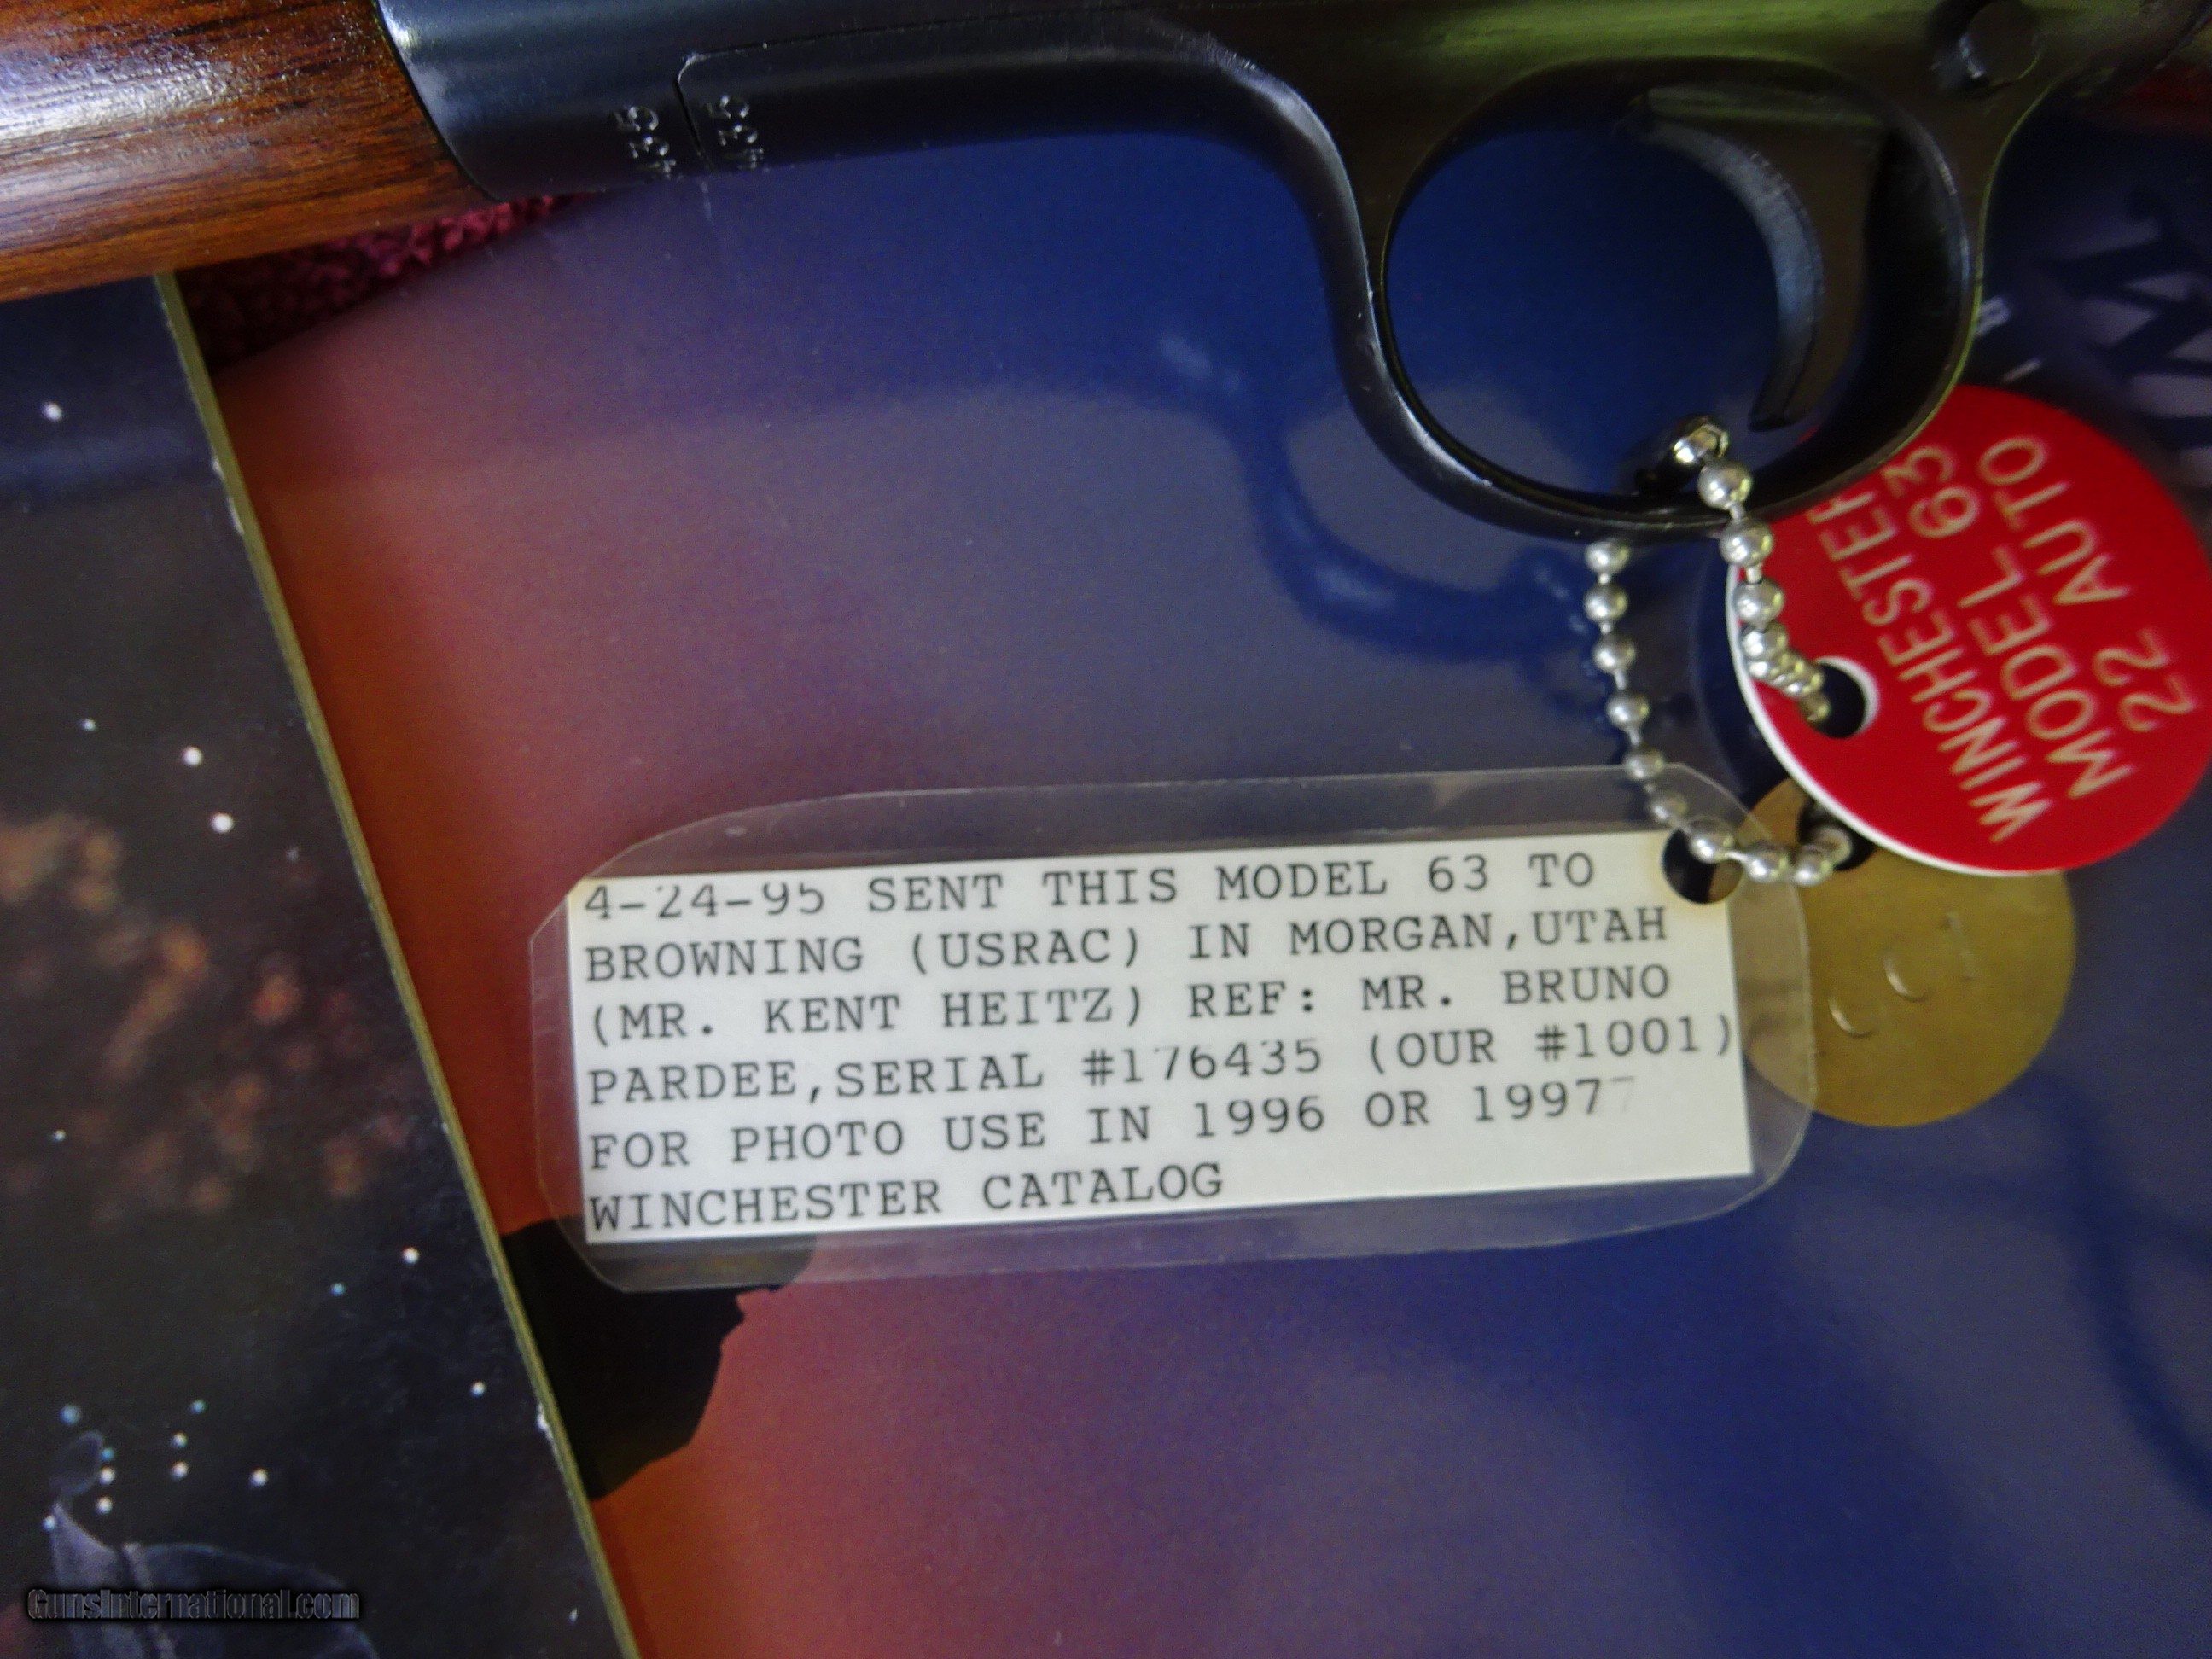 435
435
WINCHESTER
MODEL 63
22 AUTO
4-24-95 SENT THIS MODEL 63 TO
BROWNING (USRAC) IN MORGAN,UTAH
(MR. KENT HEITZ) REF: MR. BRUNO
PARDEE,SERIAL #176435 (OUR #1001)
FOR PHOTO USE IN 1996 OR 1997
WINCHESTER CATALOG
GunsInternational.com